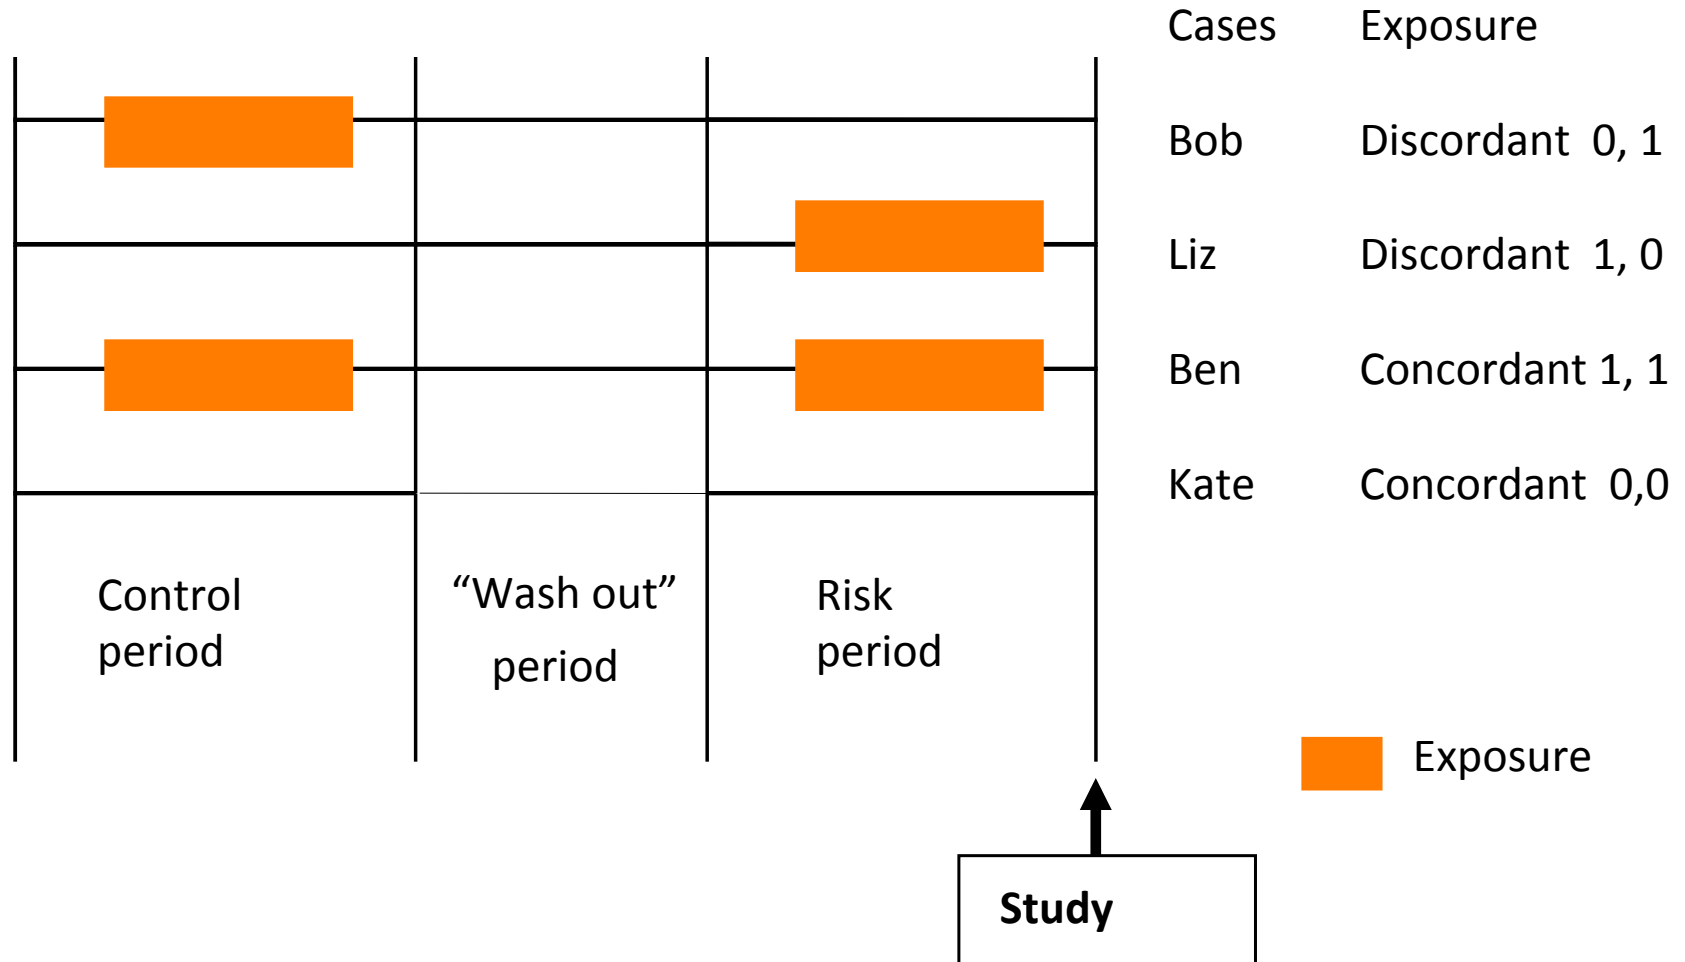 Cases Exposure
Bob Discordant 0, 1
Liz Discordant 1, 0
Ben Concordant 1, 1
Kate Concordant 0,0
Control
period
“Wash out”
period
Risk
period
Exposure
Study